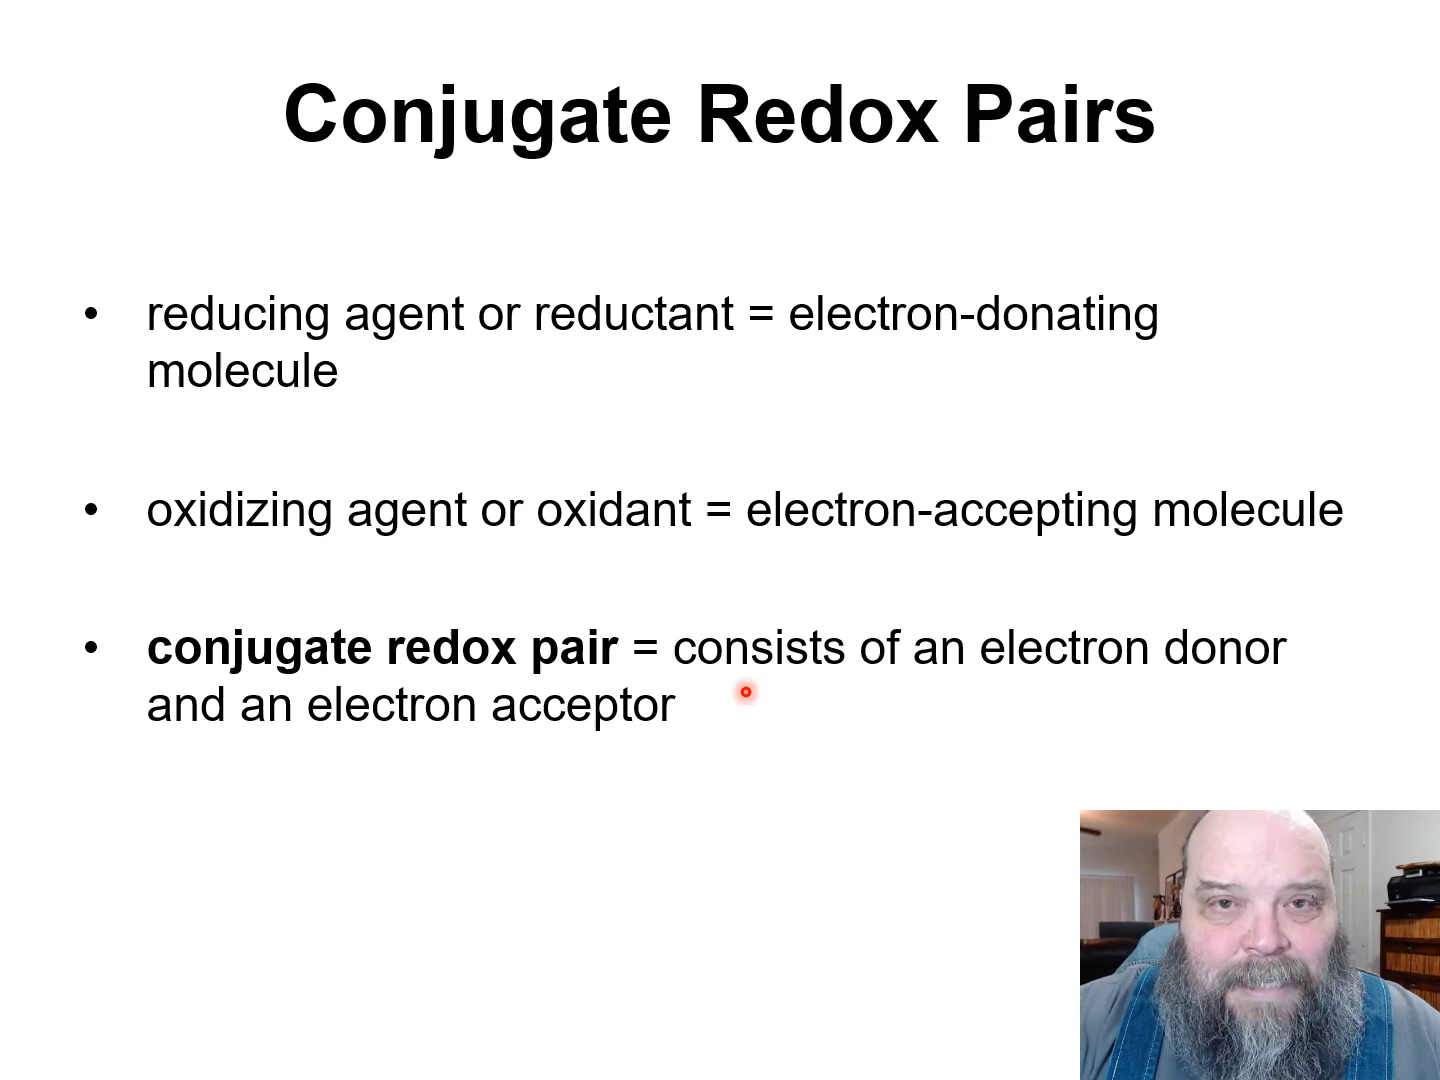 Conjugate Redox Pairs
• reducing agent or reductant = electron-donating
molecule
• oxidizing agent or oxidant = electron-accepting molecule
• conjugate redox pair = consists of an electron donor
and an electron acceptor